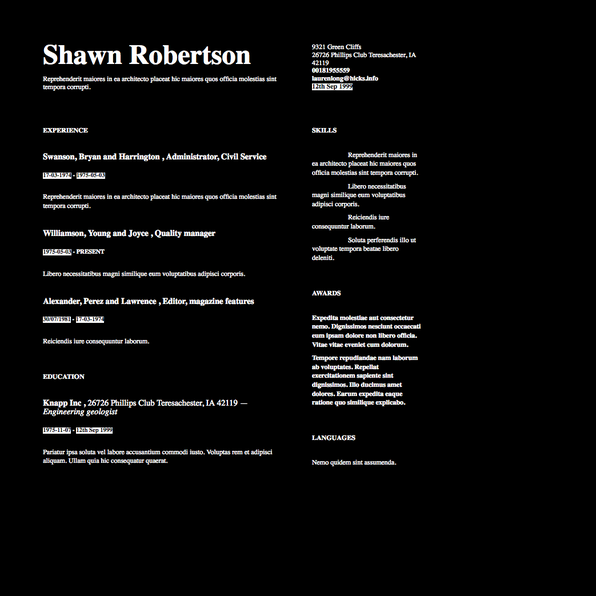 Shawn Robertson
Reprehenderit maiores in ea architecto placeat hic maiores quos officia molestias sint
tempora corrupti.
9321 Green Cliffs
26726 Phillips Club Teresachester, IA
42119
00181955559
laurenlong@hicks.info
12th Sep 1999
EXPERIENCE
Swanson, Bryan and Harrington , Administrator, Civil Service
17-03-1974 - 1975-05-03
Reprehenderit maiores in ea architecto placeat hic maiores quos officia molestias sint
tempora corrupti.
Williamson, Young and Joyce , Quality manager
1975-05-03 - PRESENT
Libero necessitatibus magni similique eum voluptatibus adipisci corporis.
Alexander, Perez and Lawrence , Editor, magazine features
30/07/1981 - 17-03-1974
Reiciendis iure consequuntur laborum.
EDUCATION
Knapp Inc , 26726 Phillips Club Teresachester, IA 42119 —
Engineering geologist
1975-11-07 - 12th Sep 1999
Pariatur ipsa soluta vel labore accusantium commodi iusto. Voluptas rem et adipisci
aliquam. Ullam quia hic consequatur quaerat.
SKILLS
Reprehenderit maiores in
ea architecto placeat hic maiores quos
officia molestias sint tempora corrupti.
Libero necessitatibus
magni similique eum voluptatibus
adipisci corporis.
Reiciendis iure
consequuntur laborum.
Soluta perferendis illo ut
voluptate tempora beatae libero
deleniti.
AWARDS
Expedita molestiae aut consectetur
nemo. Dignissimos nesciunt occaecati
eum ipsam dolore non libero officia.
Vitae vitae eveniet cum dolorum.
Tempore repudiandae nam laborum
ab voluptates. Repellat
exercitationem sapiente sint
dignissimos. Illo ducimus amet
dolores. Earum expedita eaque
ratione quo similique explicabo.
LANGUAGES
Nemo quidem sint assumenda.